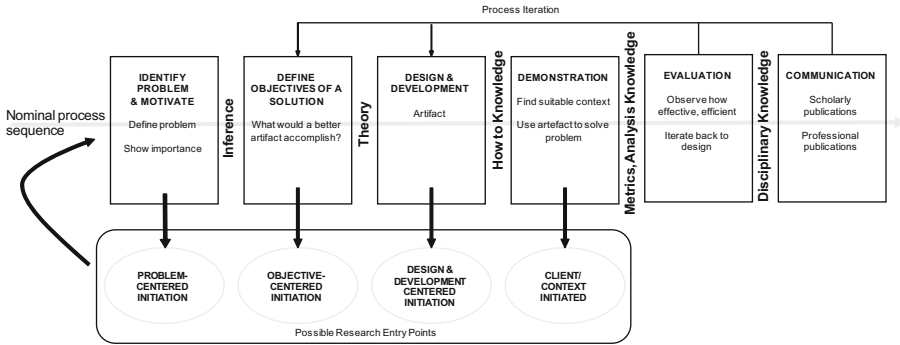 Process Iteration
Nominal process
sequence
IDENTIFY
PROBLEM
& MOTIVATE
Define problem
Show importance
Inference
DEFINE
OBJECTIVES OF A
SOLUTION
What would a better
artifact accomplish?
Theory
DESIGN &
DEVELOPMENT
Artifact
How to Knowledge
DEMONSTRATION
Find suitable context
Use artefact to solve
problem
Metrics, Analysis Knowledge
EVALUATION
Observe how
effective, efficient
Iterate back to
design
Disciplinary Knowledge
COMMUNICATION
Scholarly
publications
Professional
publications
PROBLEM-
CENTERED
INITIATION
OBJECTIVE-
CENTERED
INITIATION
DESIGN &
DEVELOPMENT
CENTERED
INITIATION
CLIENT/
CONTEXT
INITIATED
Possible Research Entry Points